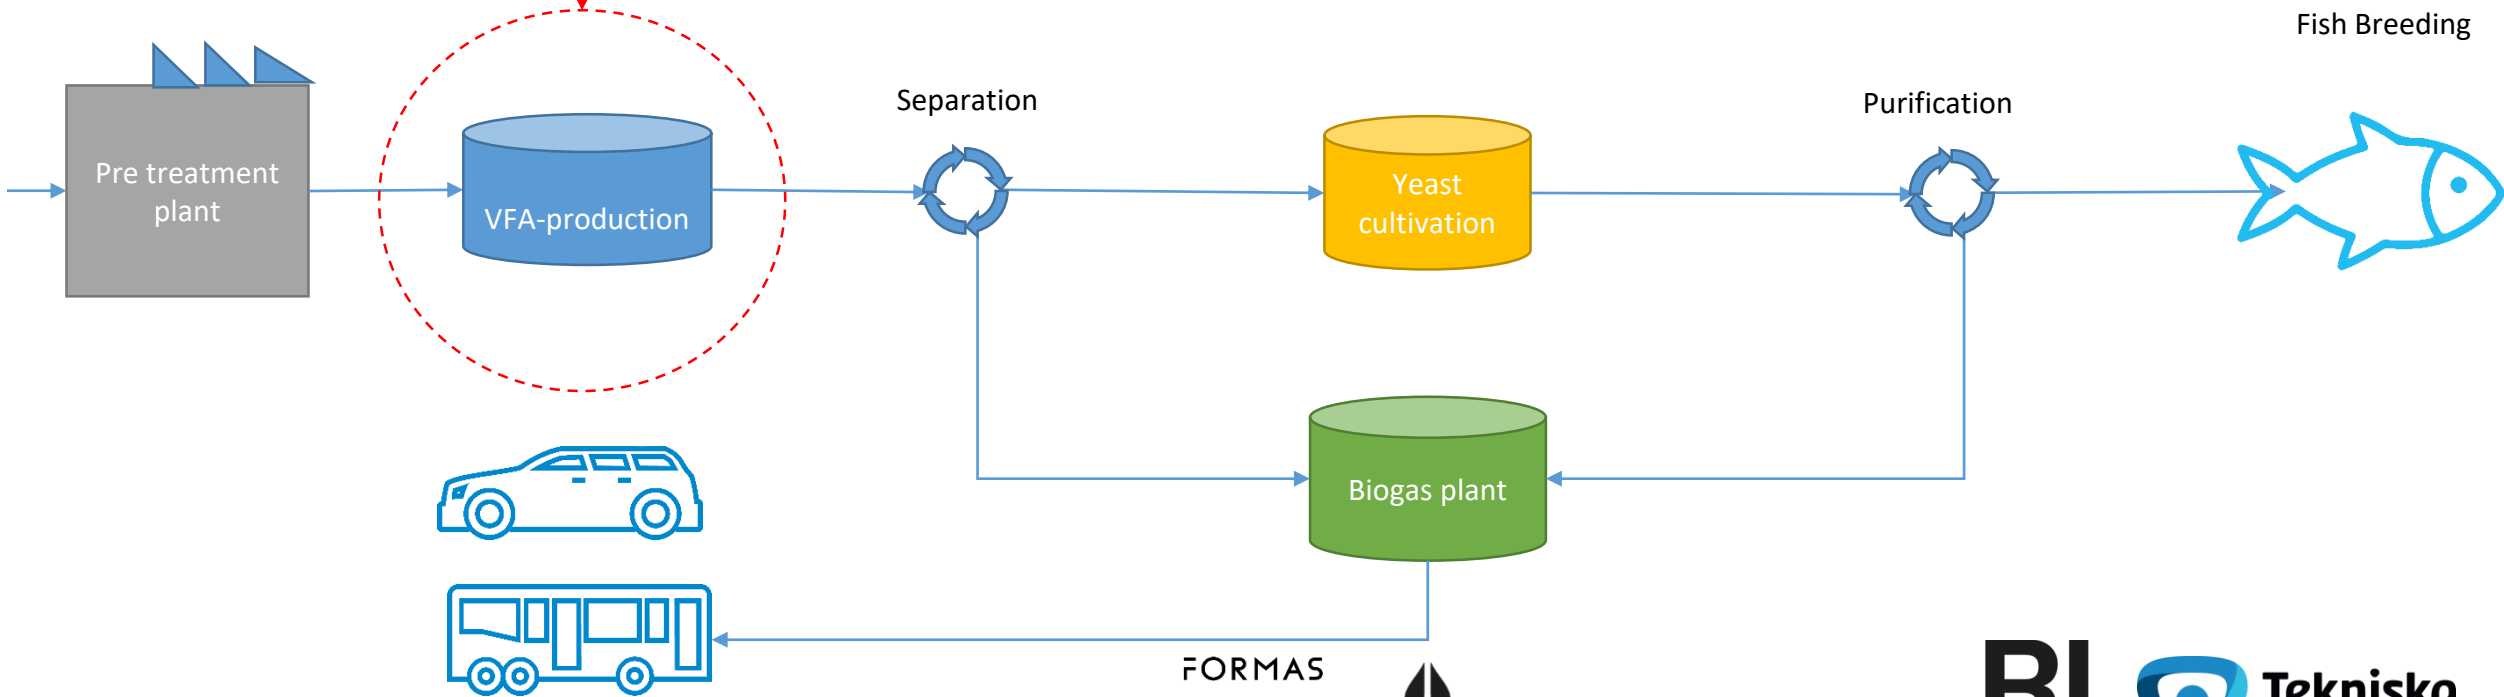 Fish Breeding
Separation
Purification
Pre treatment
plant
VFA-production
Yeast
cultivation
Biogas plant
FORMAS